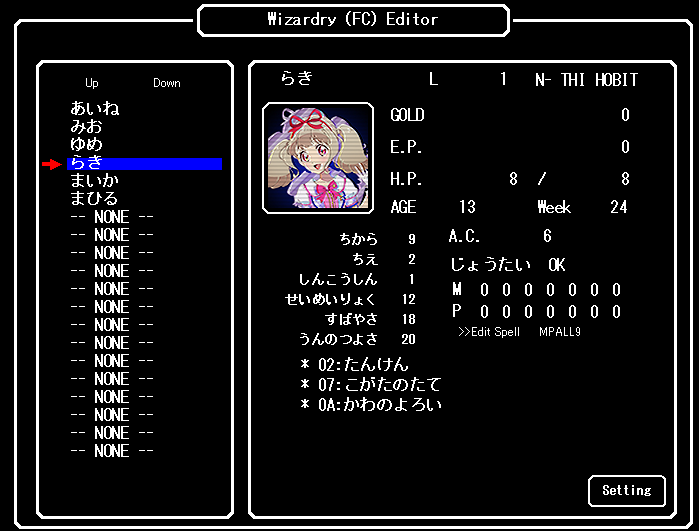 Wizardry (FC) Editor
Up Down
あいね
みお
ゆめ
らき
まいか
まひる
-- NONE --
-- NONE --
-- NONE --
-- NONE --
-- NONE --
-- NONE --
-- NONE --
-- NONE --
-- NONE --
-- NONE --
-- NONE --
-- NONE --
-- NONE --
-- NONE --
らき L 1 N- THI HOBIT
GOLD 0
E.P. 0
H.P. 8 / 8
AGE 13 Week 24
ちから 9
ちえ 2
しんこうしん 1
せいめいりょく 12
すばやさ 18
うんのつよさ 20
A.C. 6
じょうたい OK
M 0 0 0 0 0 0 0
P 0 0 0 0 0 0 0
>>Edit Spell MPALL9
* 02:たんけん
* 07:こがたのたて
* 0A:かわのよろい
Setting